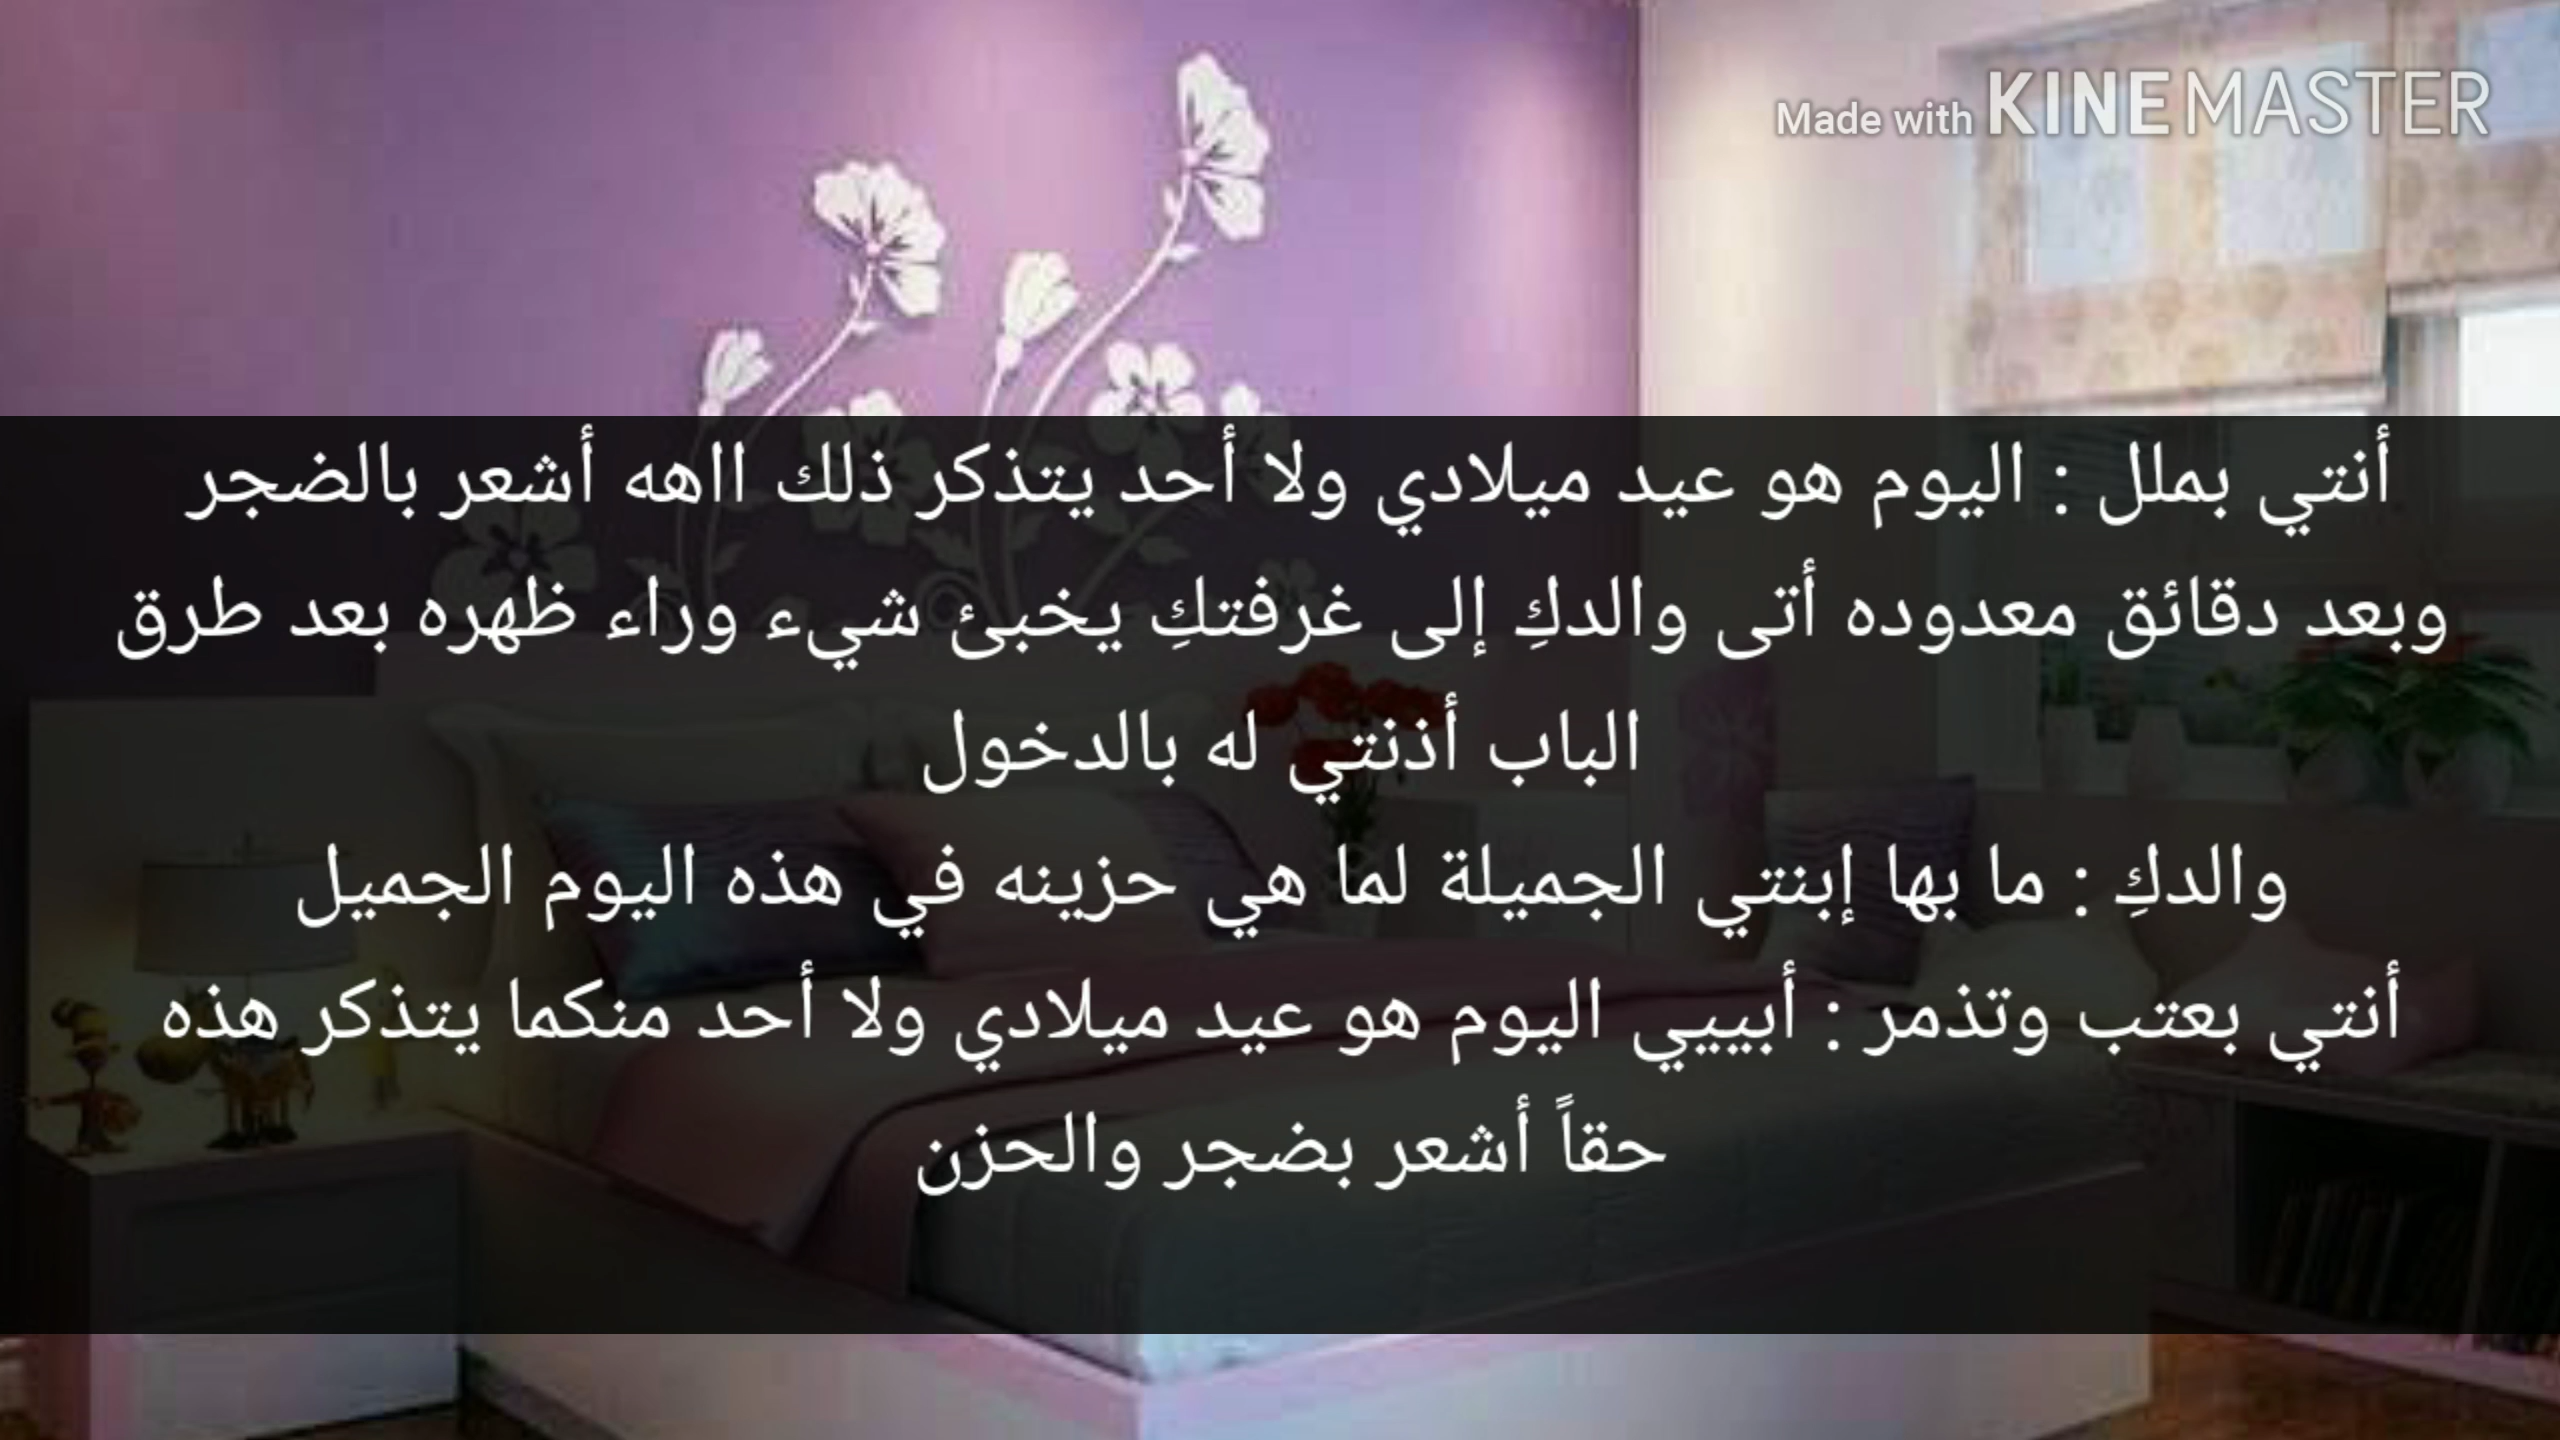 Made with KINEMASTER
أنتي بملل : اليوم هو عيد ميلادي ولا أحد يتذكر ذلك ااهه أشعر بالضجر
وبعد دقائق معدوده أتى والدكِ إلى غرفتكِ يخبئ شيء وراء ظهره بعد طرق
الباب أذنتي له بالدخول
والدكِ : ما بها إبنتي الجميلة لما هي حزينه في هذه اليوم الجميل
أنتي بعتب وتذمر : أبيييي اليوم هو عيد ميلادي ولا أحد منكما يتذكر هذه
حقاً أشعر بضجر والحزن